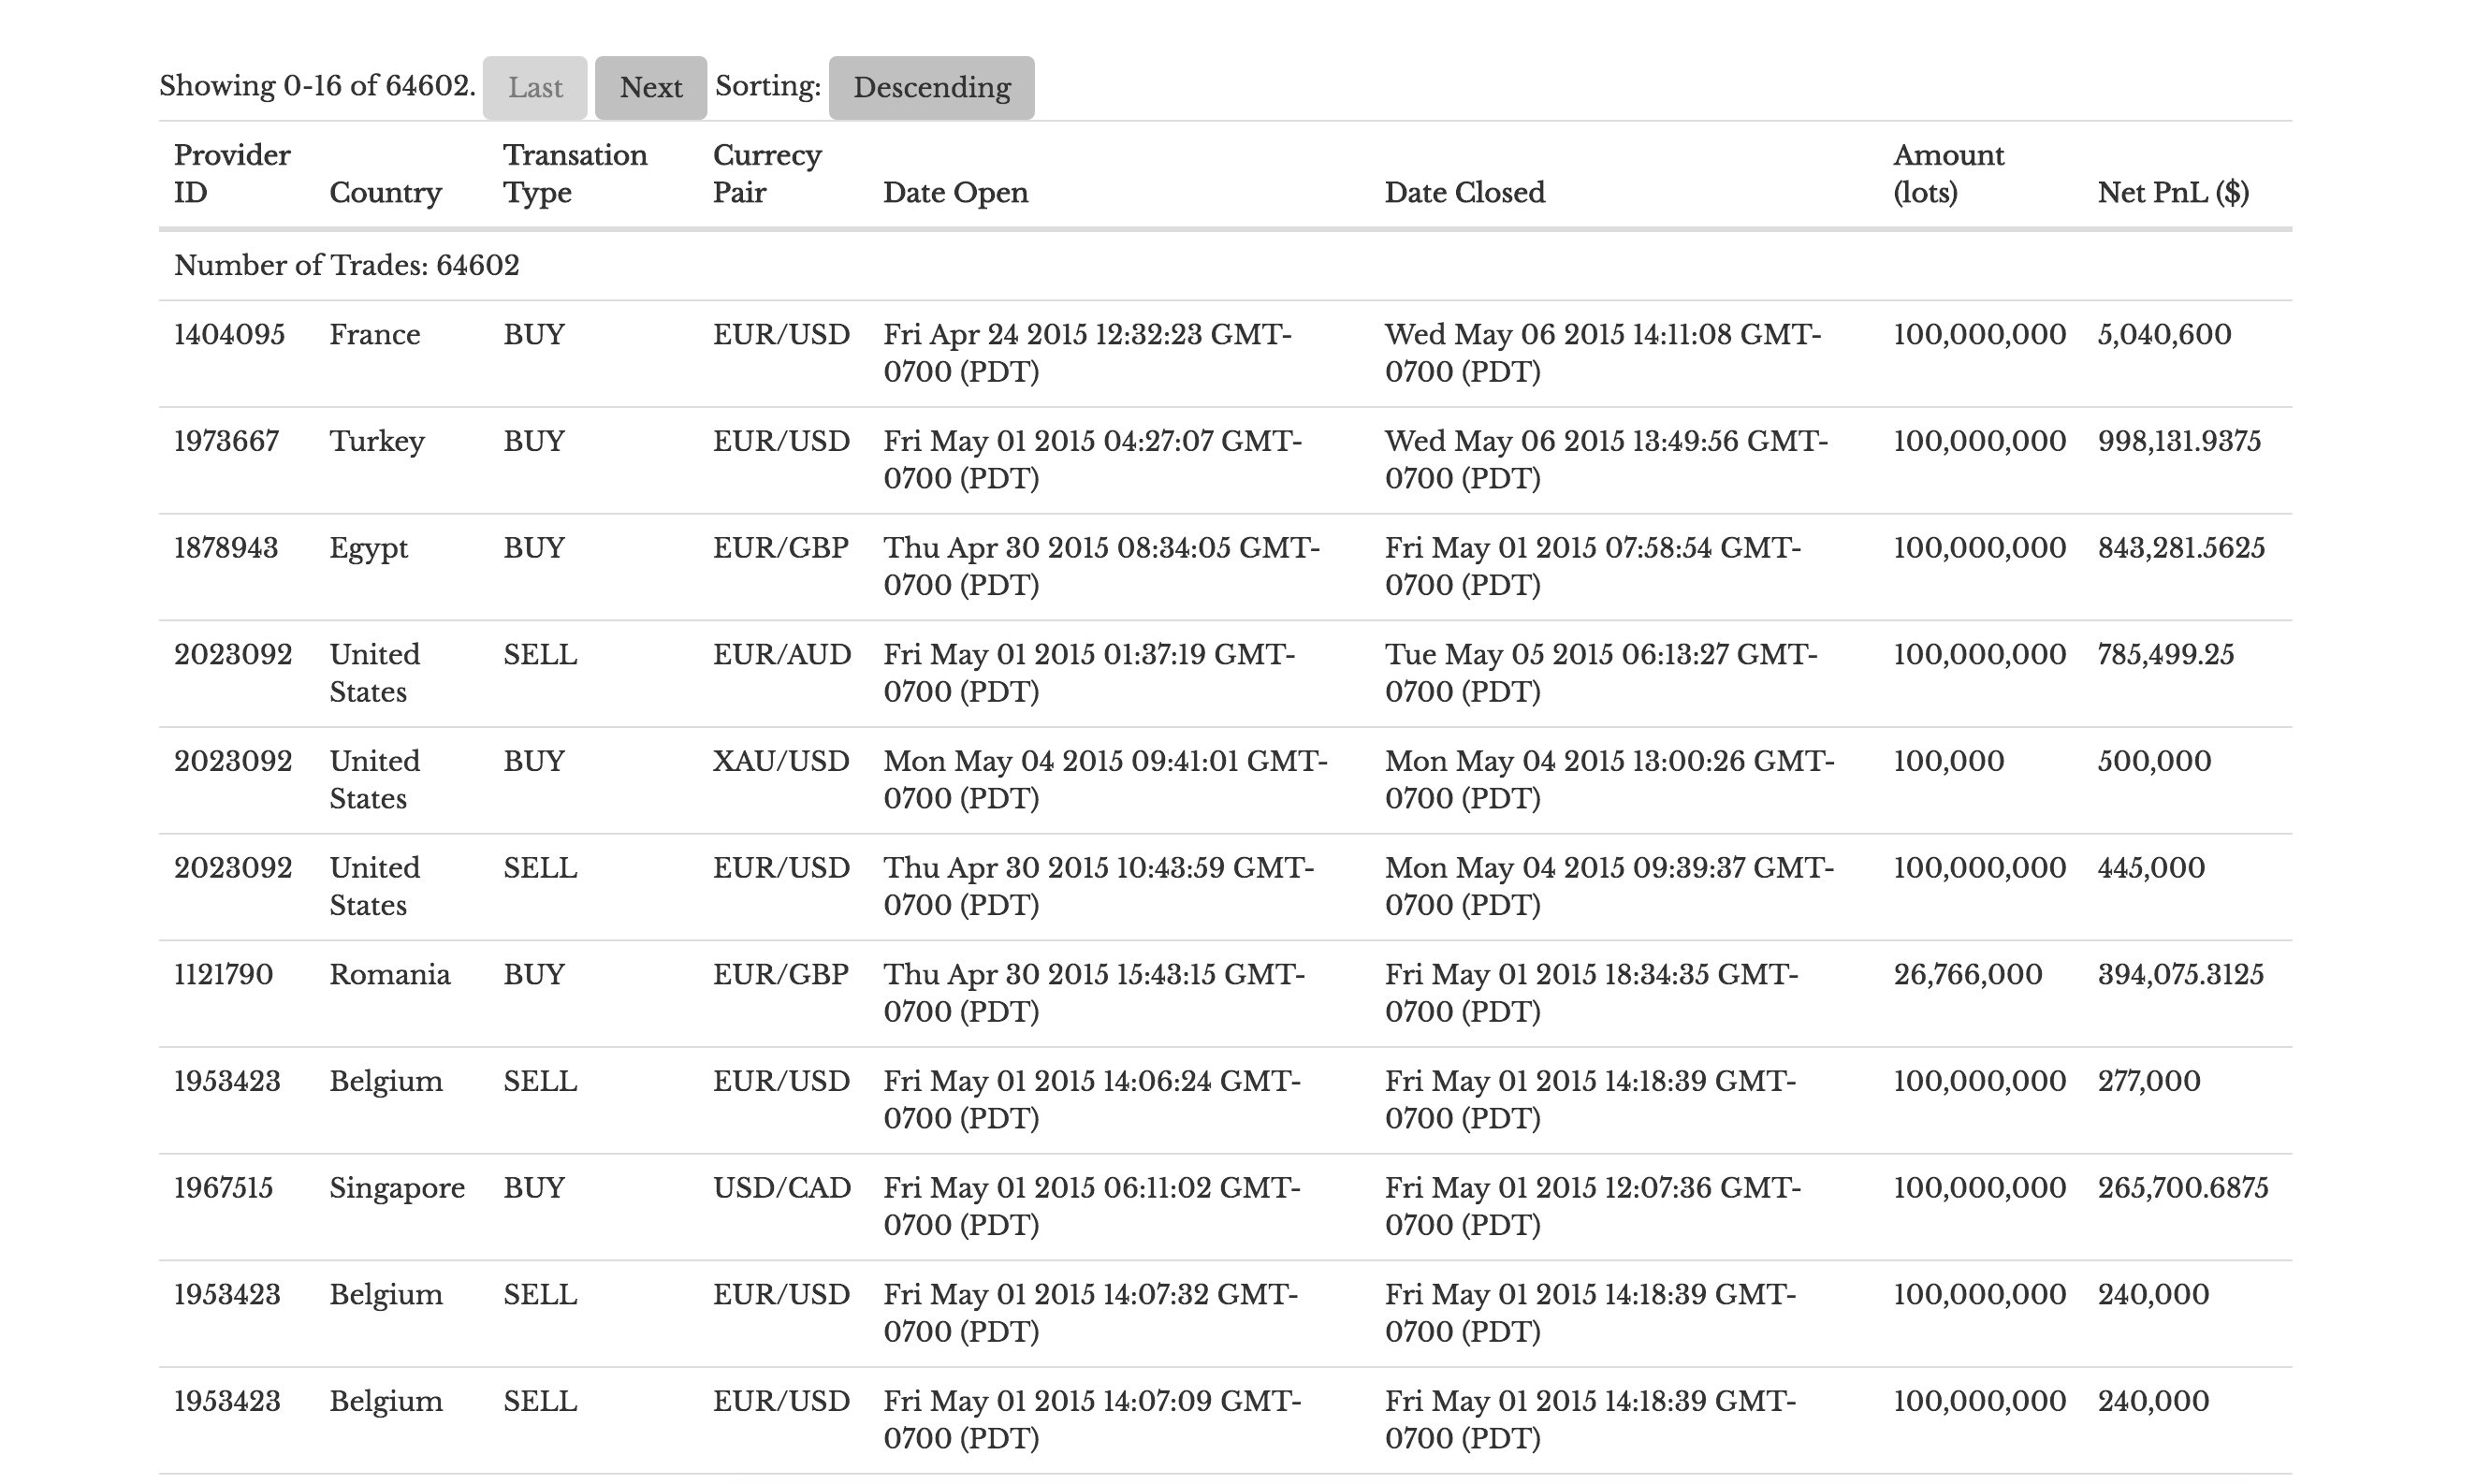 Showing 0-16 of 64602. Last Next Sorting: Descending
Provider ID Country Transation Type Currecy Pair Date Open Date Closed Amount (lots) Net PnL ($)
Number of Trades: 64602
1404095 France BUY EUR/USD Fri Apr 24 2015 12:32:23 GMT-0700 (PDT) Wed May 06 2015 14:11:08 GMT-0700 (PDT) 100,000,000 5,040,600
1973667 Turkey BUY EUR/USD Fri May 01 2015 04:27:07 GMT-0700 (PDT) Wed May 06 2015 13:49:56 GMT-0700 (PDT) 100,000,000 998,131.9375
1878943 Egypt BUY EUR/GBP Thu Apr 30 2015 08:34:05 GMT-0700 (PDT) Fri May 01 2015 07:58:54 GMT-0700 (PDT) 100,000,000 843,281.5625
2023092 United States SELL EUR/AUD Fri May 01 2015 01:37:19 GMT-0700 (PDT) Tue May 05 2015 06:13:27 GMT-0700 (PDT) 100,000,000 785,499.25
2023092 United States BUY XAU/USD Mon May 04 2015 09:41:01 GMT-0700 (PDT) Mon May 04 2015 13:00:26 GMT-0700 (PDT) 100,000 500,000
2023092 United States SELL EUR/USD Thu Apr 30 2015 10:43:59 GMT-0700 (PDT) Mon May 04 2015 09:39:37 GMT-0700 (PDT) 100,000,000 445,000
1121790 Romania BUY EUR/GBP Thu Apr 30 2015 15:43:15 GMT-0700 (PDT) Fri May 01 2015 18:34:35 GMT-0700 (PDT) 26,766,000 394,075.3125
1953423 Belgium SELL EUR/USD Fri May 01 2015 14:06:24 GMT-0700 (PDT) Fri May 01 2015 14:18:39 GMT-0700 (PDT) 100,000,000 277,000
1967515 Singapore BUY USD/CAD Fri May 01 2015 06:11:02 GMT-0700 (PDT) Fri May 01 2015 12:07:36 GMT-0700 (PDT) 100,000,000 265,700.6875
1953423 Belgium SELL EUR/USD Fri May 01 2015 14:07:32 GMT-0700 (PDT) Fri May 01 2015 14:18:39 GMT-0700 (PDT) 100,000,000 240,000
1953423 Belgium SELL EUR/USD Fri May 01 2015 14:07:09 GMT-0700 (PDT) Fri May 01 2015 14:18:39 GMT-0700 (PDT) 100,000,000 240,000